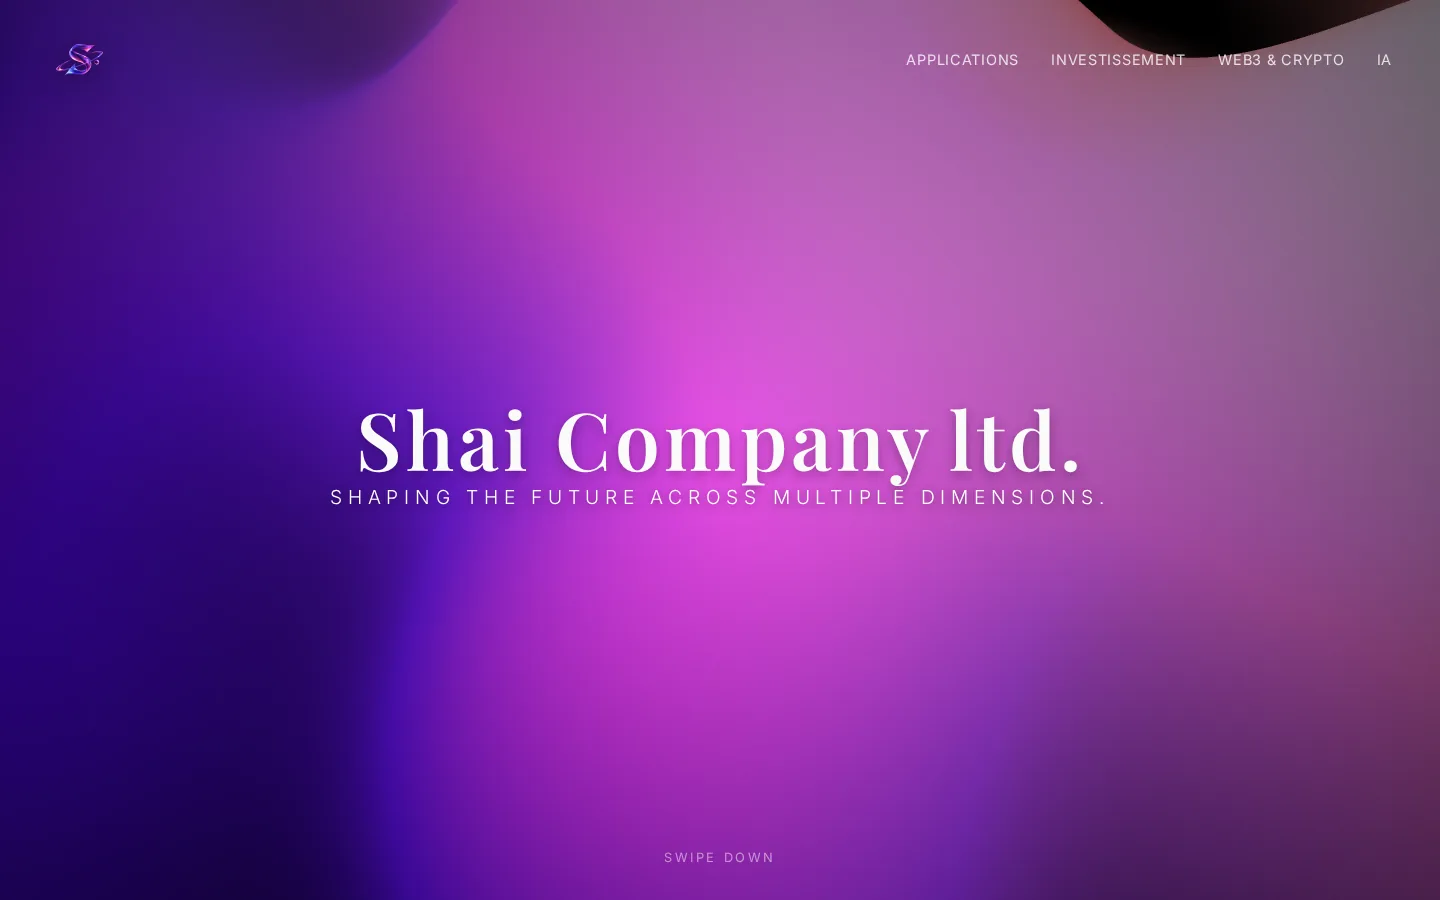 S
APPLICATIONS INVESTISSEMENT WEB3 & CRYPTO IA
Shai Company ltd.
SHAPING THE FUTURE ACROSS MULTIPLE DIMENSIONS.
SWIPE DOWN